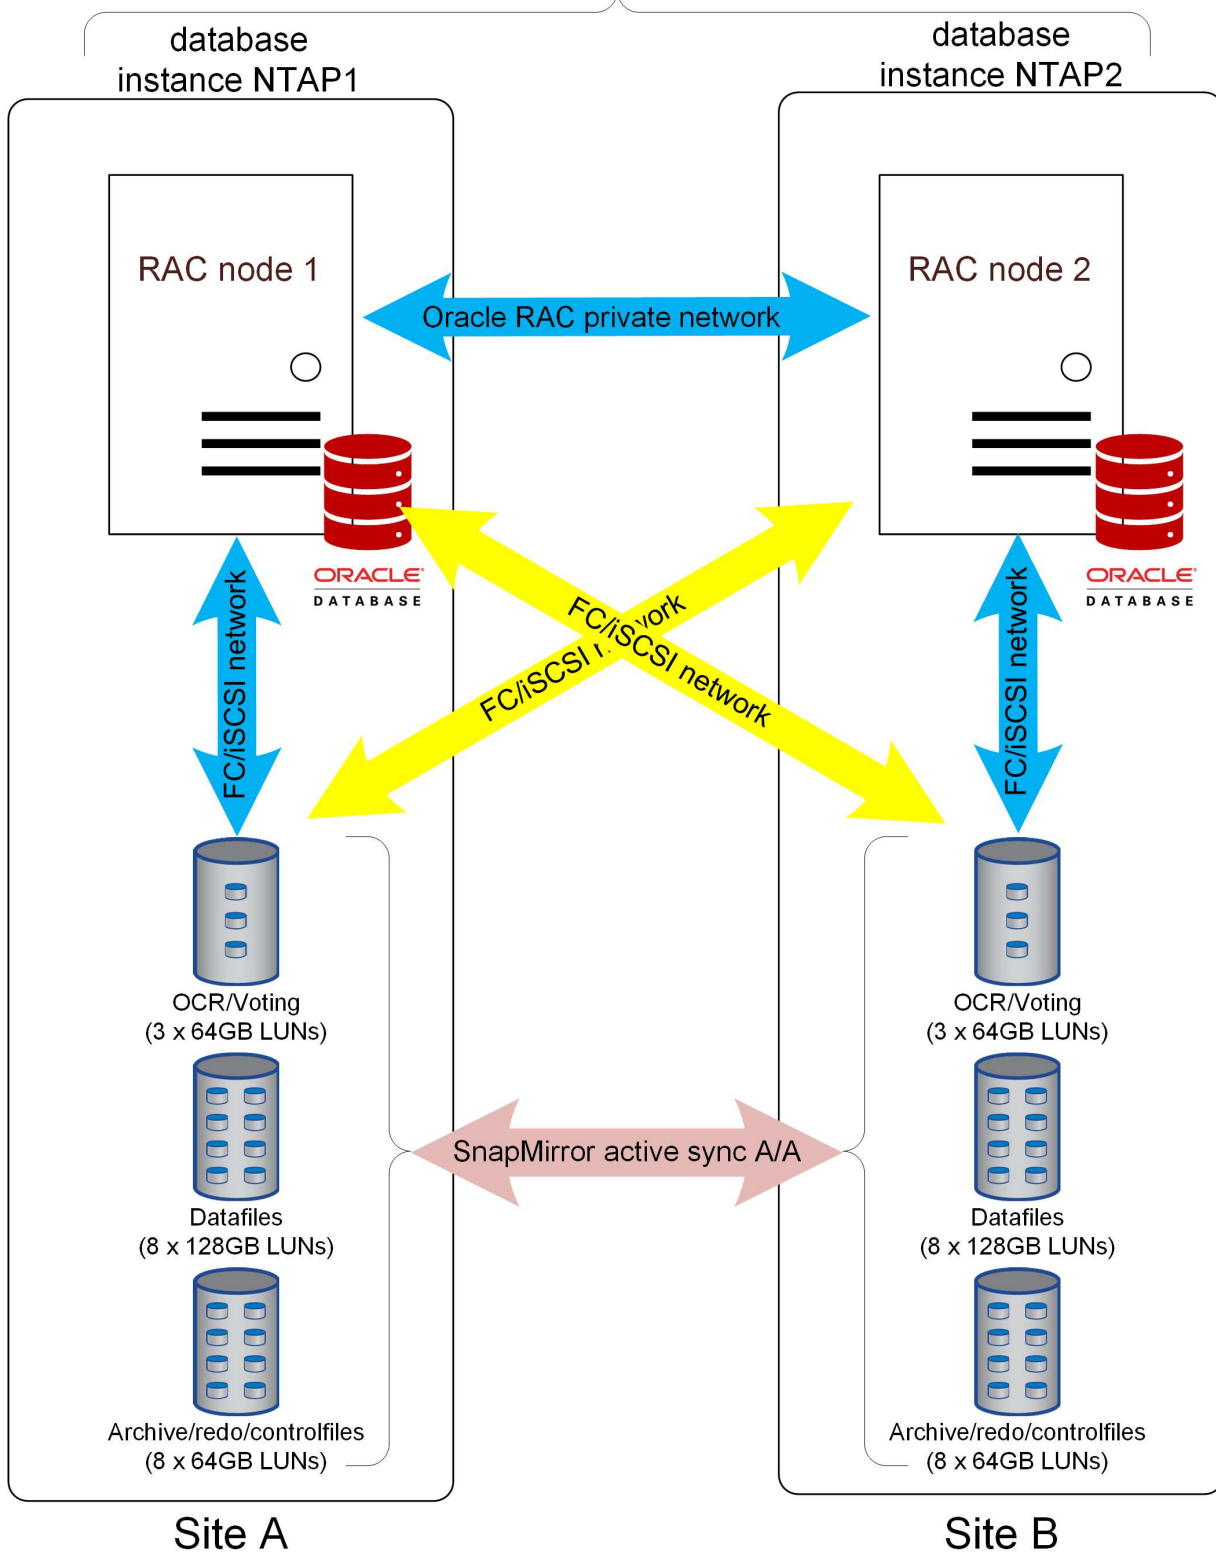 database
instance NTAP1
database
instance NTAP2
RAC node 1
RAC node 2
Oracle RAC private network
ORACLE®
DATABASE
ORACLE®
DATABASE
FC/iSCSI network
FC/iSCSI network
FC/iSCSI network
FC/iSCSI network
OCR/Voting
(3 x 64GB LUNs)
OCR/Voting
(3 x 64GB LUNs)
SnapMirror active sync A/A
Datafiles
(8 x 128GB LUNs)
Datafiles
(8 x 128GB LUNs)
Archive/redo/controlfiles
(8 x 64GB LUNs)
Archive/redo/controlfiles
(8 x 64GB LUNs)
Site A
Site B